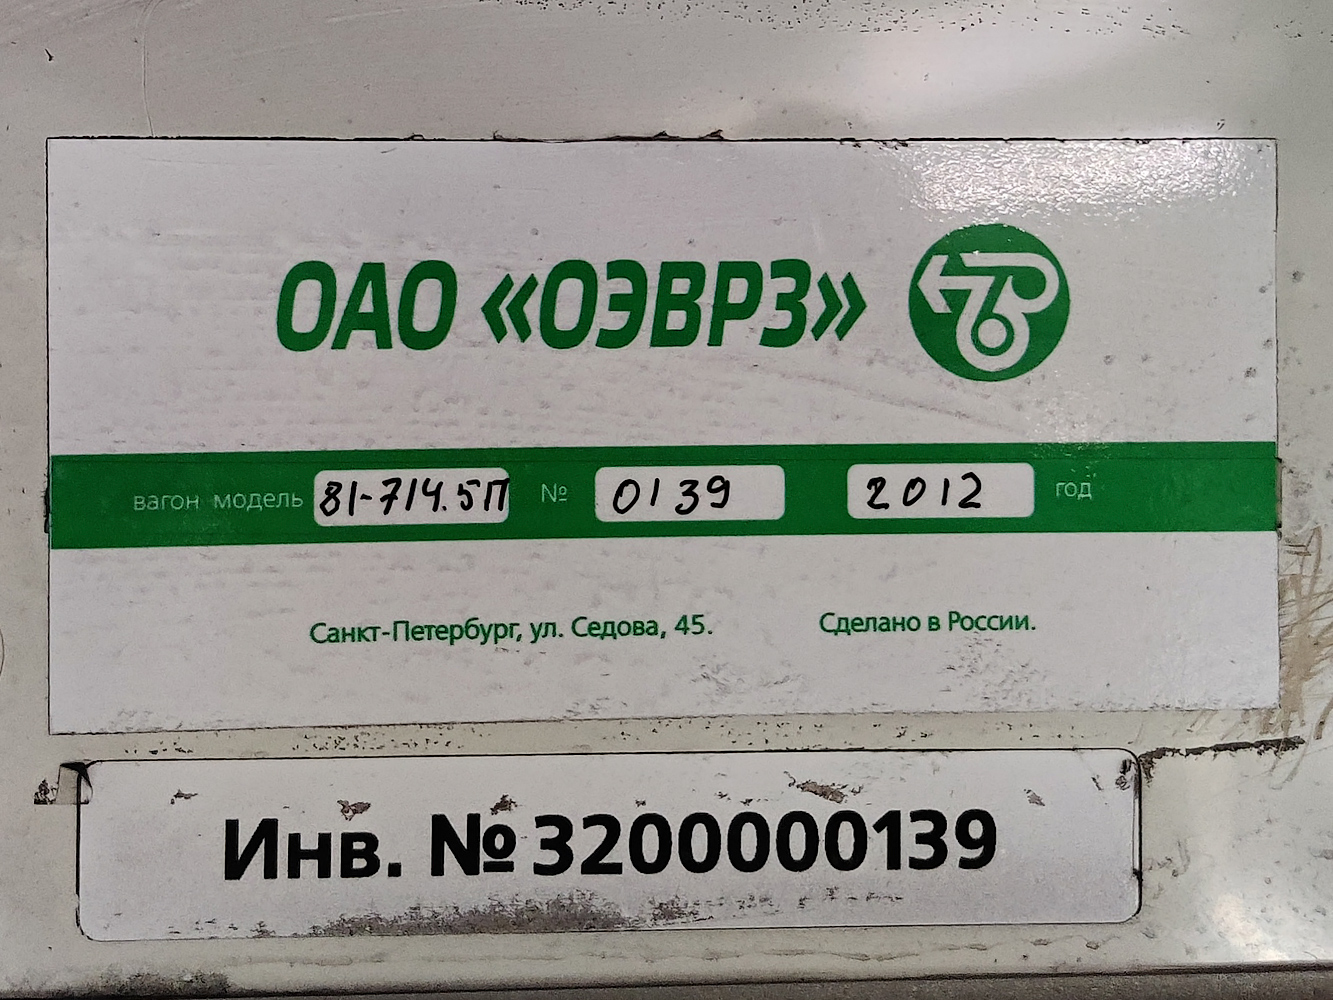 ОАО «ОЭВРЗ»
вагон модель 81-714.5П № 0139 2012 год
Санкт-Петербург, ул. Седова, 45. Сделано в России.
Инв. № 3200000139